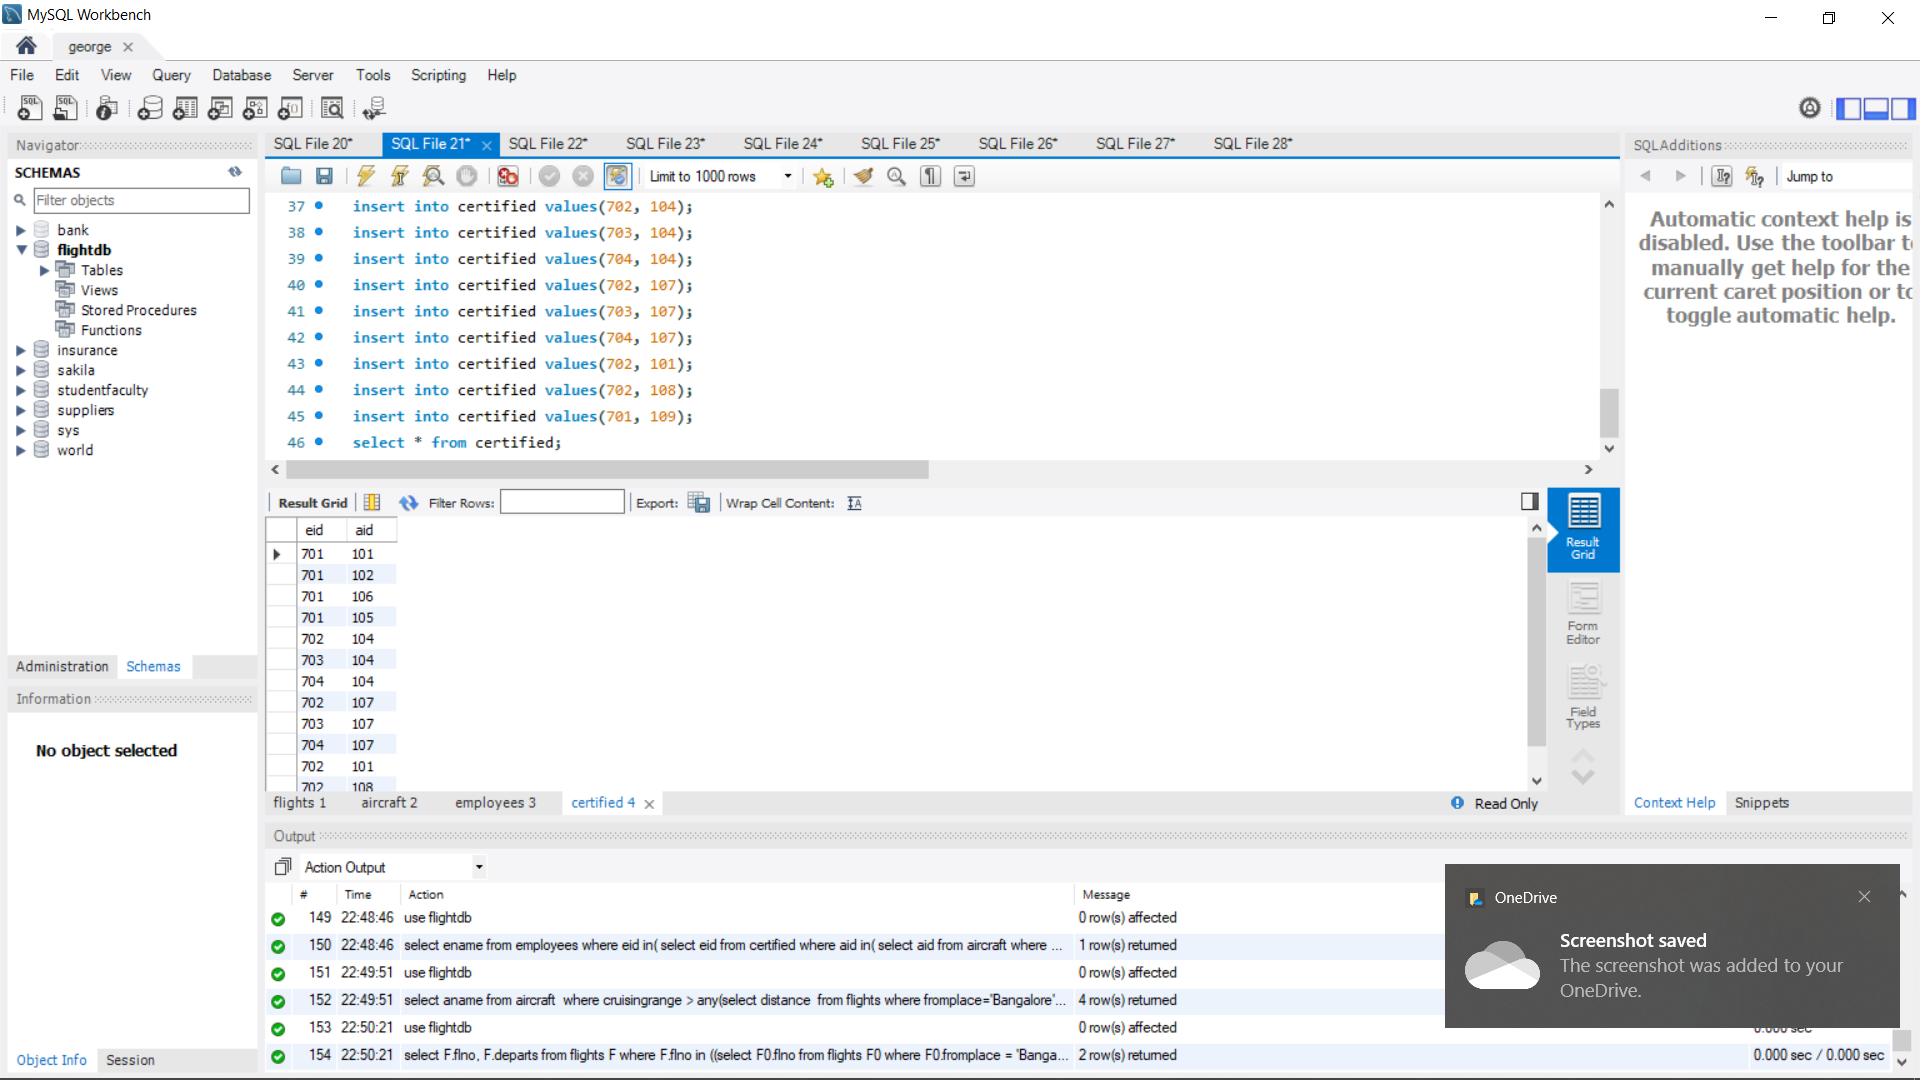 MySQL Workbench
george
File Edit View Query Database Server Tools Scripting Help
Navigator
SCHEMAS
Filter objects
bank
flightdb
Tables
Views
Stored Procedures
Functions
insurance
sakila
studentfaculty
suppliers
sys
world
Administration Schemas
Information
No object selected
Object Info Session
SQL File 20* SQL File 21* SQL File 22* SQL File 23* SQL File 24* SQL File 25* SQL File 26* SQL File 27* SQL File 28*
Limit to 1000 rows
37 insert into certified values(702, 104);
38 insert into certified values(703, 104);
39 insert into certified values(704, 104);
40 insert into certified values(702, 107);
41 insert into certified values(703, 107);
42 insert into certified values(704, 107);
43 insert into certified values(702, 101);
44 insert into certified values(702, 108);
45 insert into certified values(701, 109);
46 select * from certified;
Result Grid Filter Rows: Export: Wrap Cell Content:
eid aid
701 101
701 102
701 106
701 105
702 104
703 104
704 104
702 107
703 107
704 107
702 101
702 108
Result
Grid
Form
Editor
Field
Types
flights 1 aircraft 2 employees 3 certified 4 Read Only
SQLAdditions
Jump to
Automatic context help is
disabled. Use the toolbar
manually get help for the
current caret position or
toggle automatic help.
Context Help Snippets
Output
Action Output
# Time Action Message
149 22:48:46 use flightdb 0 row(s) affected
150 22:48:46 select ename from employees where eid in( select eid from certified where aid in( select aid from aircraft where ... 1 row(s) returned
151 22:49:51 use flightdb 0 row(s) affected
152 22:49:51 select aname from aircraft where cruisingrange > any(select distance from flights where fromplace='Bangalore'... 4 row(s) returned
153 22:50:21 use flightdb 0 row(s) affected 0.000 sec
154 22:50:21 select F.flno, F.departs from flights F where F.flno in ((select F0.flno from flights F0 where F0.fromplace = 'Banga... 2 row(s) returned 0.000 sec / 0.000 sec
OneDrive
Screenshot saved
The screenshot was added to your
OneDrive.